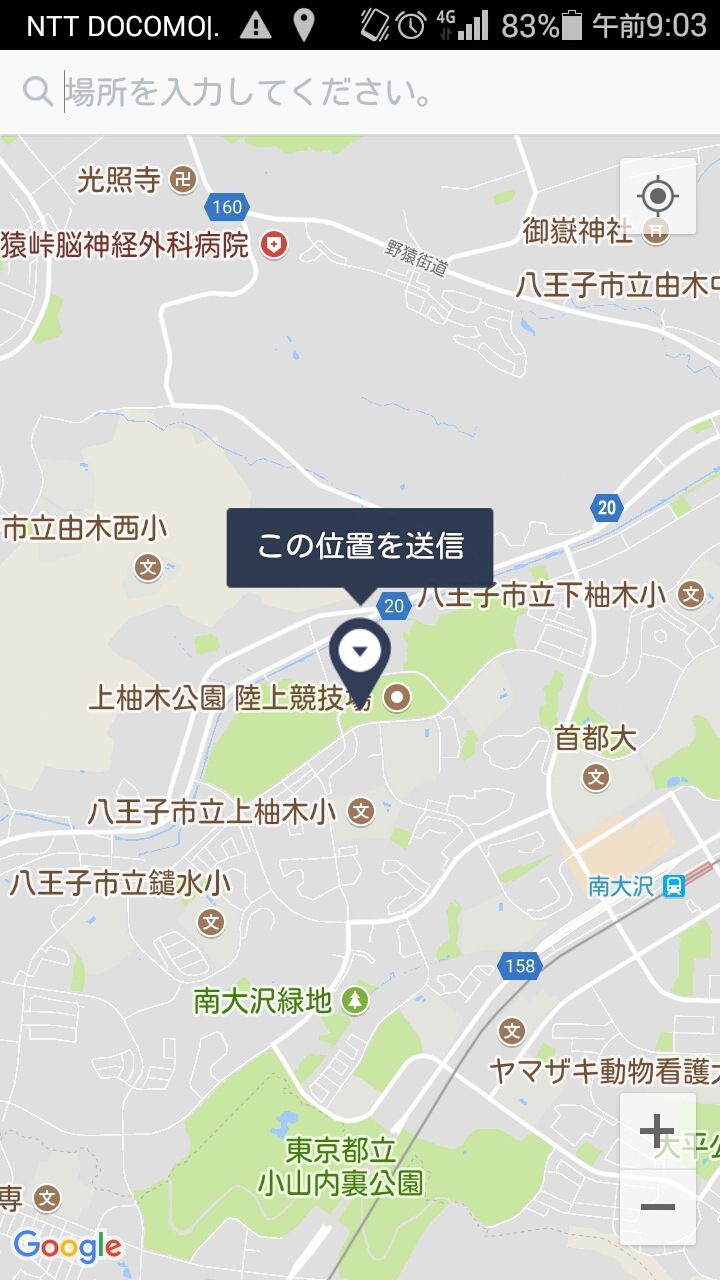 NTT DOCOMO|. 4G 83% 午前9:03
場所を入力してください。
光照寺
160
御嶽神社
猿峠脳神経外科病院
野猿街道
八王子市立由木中
20
市立由木西小
この位置を送信
20
八王子市立下柚木小
上柚木公園 陸上競技場
首都大
八王子市立上柚木小
八王子市立鑓水小
南大沢
158
南大沢緑地
ヤマザキ動物看護大
東京都立
小山内裏公園
大平公
専
Google